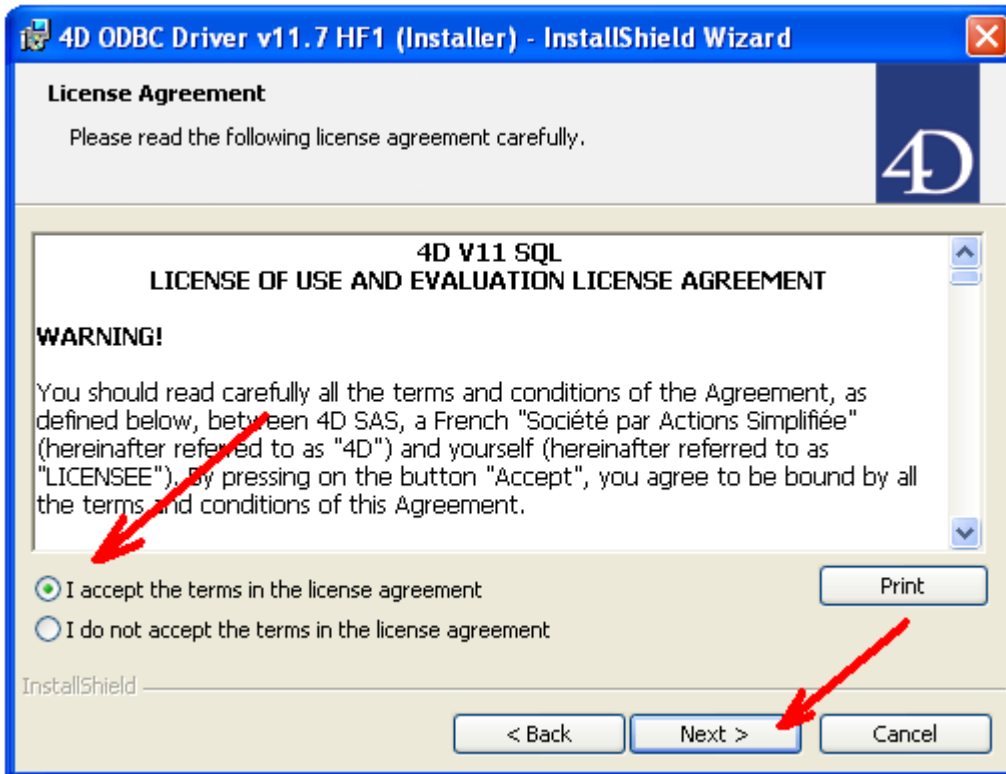 4D ODBC Driver v11.7 HF1 (Installer) - InstallShield Wizard
License Agreement
Please read the following license agreement carefully.
4D
4D V11 SQL
LICENSE OF USE AND EVALUATION LICENSE AGREEMENT
WARNING!
You should read carefully all the terms and conditions of the Agreement, as
defined below, between 4D SAS, a French "Société par Actions Simplifiée"
(hereinafter referred to as "4D") and yourself (hereinafter referred to as
"LICENSEE"). By pressing on the button "Accept", you agree to be bound by all
the terms and conditions of this Agreement.
I accept the terms in the license agreement
Print
I do not accept the terms in the license agreement
InstallShield
< Back
Next >
Cancel